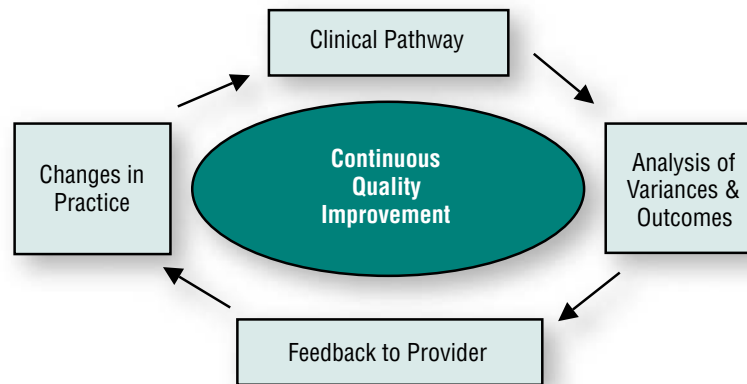 Clinical Pathway
Changes in
Practice
Continuous
Quality
Improvement
Analysis of
Variances &
Outcomes
Feedback to Provider